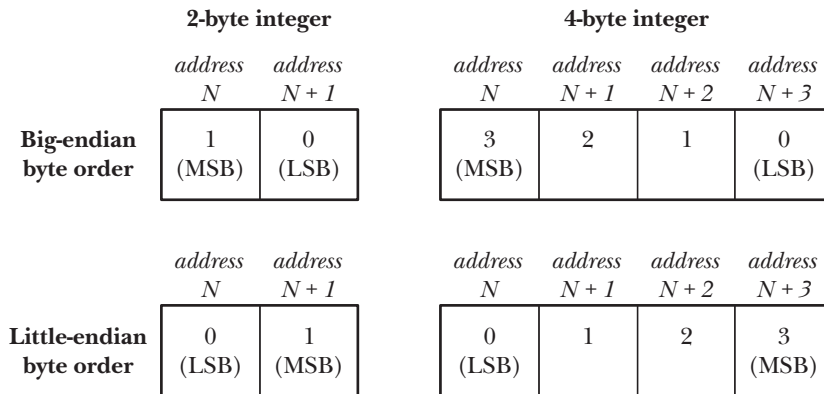 2-byte integer 4-byte integer
address address address address address address
N N + 1 N N + 1 N + 2 N + 3
Big-endian 1 0 3 2 1 0
byte order (MSB) (LSB) (MSB) (LSB)
address address address address address address
N N + 1 N N + 1 N + 2 N + 3
Little-endian 0 1 0 1 2 3
byte order (LSB) (MSB) (LSB) (MSB)